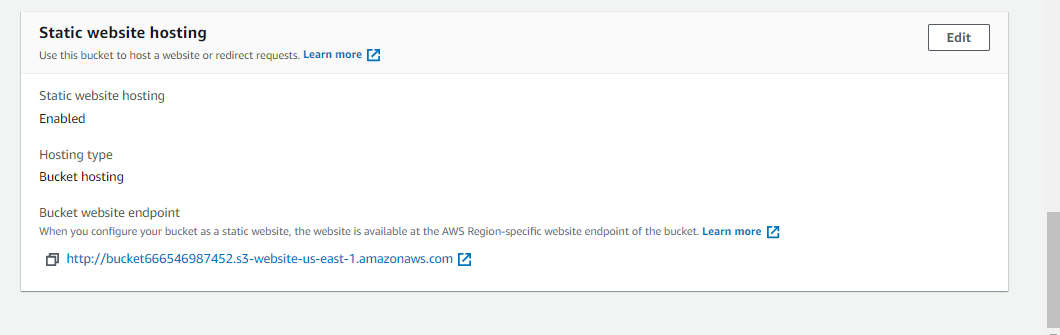 Static website hosting
Edit
Use this bucket to host a website or redirect requests. Learn more
Static website hosting
Enabled
Hosting type
Bucket hosting
Bucket website endpoint
When you configure your bucket as a static website, the website is available at the AWS Region-specific website endpoint of the bucket. Learn more
http://bucket666546987452.s3-website-us-east-1.amazonaws.com